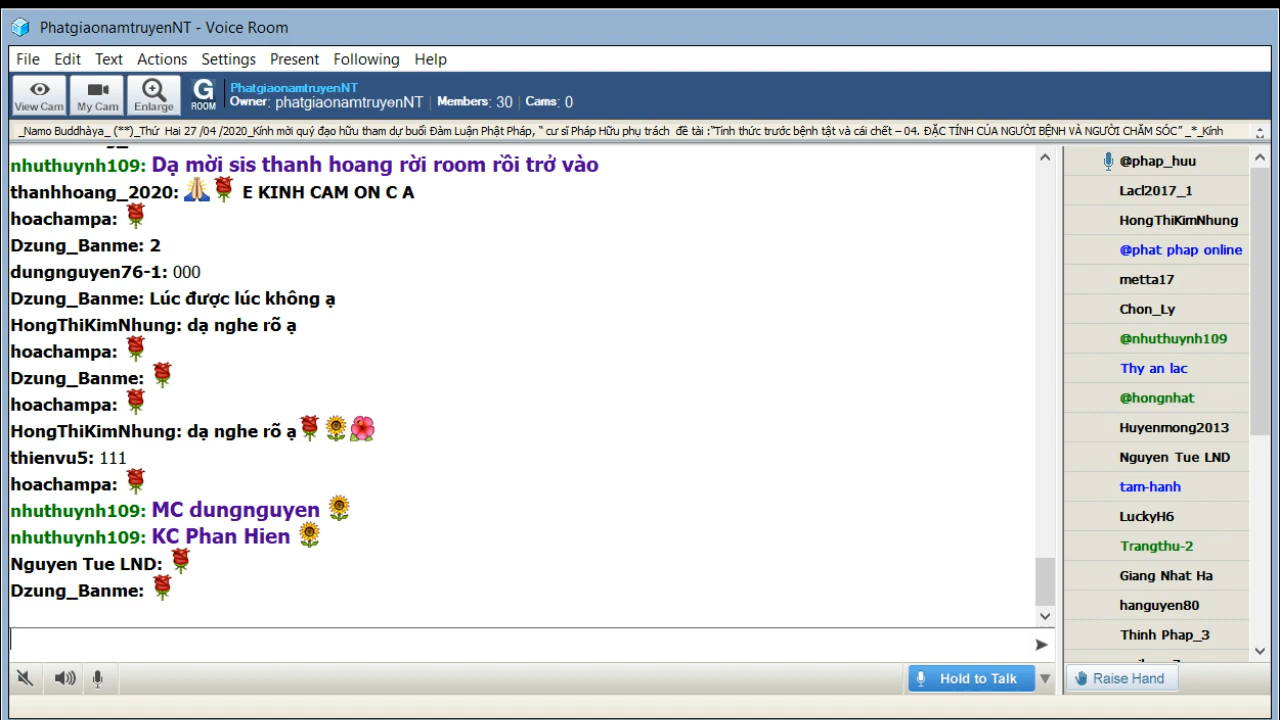 PhatgiaonamtruyenNT - Voice Room
File Edit Text Actions Settings Present Following Help
View Cam My Cam Enlarge G ROOM
PhatgiaonamtruyenNT
Owner: phatgiaonamtruyenNT | Members: 30 | Cams: 0
_Namo Buddhàya_ (**)_Thứ Hai 27 /04 /2020_Kính mời quý đạo hữu tham dự buổi Đàm Luận Phật Pháp, “ cư sĩ Pháp Hữu phụ trách đề tài :“Tỉnh thức trước bệnh tật và cái chết – 04. ĐẶC TÍNH CỦA NGƯỜI BỆNH VÀ NGƯỜI CHĂM SÓC” _*_Kính
nhuthuynh109: Dạ mời sis thanh hoang rời room rồi trở vào
thanhhoang_2020: 🙏🌹 E KINH CAM ON C A
hoachampa: 🌹
Dzung_Banme: 2
dungnguyen76-1: 000
Dzung_Banme: Lúc được lúc không ạ
HongThiKimNhung: dạ nghe rõ ạ
hoachampa: 🌹
Dzung_Banme: 🌹
hoachampa: 🌹
HongThiKimNhung: dạ nghe rõ ạ🌹🌻🌺
thienvu5: 111
hoachampa: 🌹
nhuthuynh109: MC dungnguyen 🌻
nhuthuynh109: KC Phan Hien 🌻
Nguyen Tue LND: 🌹
Dzung_Banme: 🌹
@phap_huu
Lacl2017_1
HongThiKimNhung
@phat phap online
metta17
Chon_Ly
@nhuthuynh109
Thy an lac
@hongnhat
Huyenmong2013
Nguyen Tue LND
tam-hanh
LuckyH6
Trangthu-2
Giang Nhat Ha
hanguyen80
Thinh Phap_3
Hold to Talk
Raise Hand